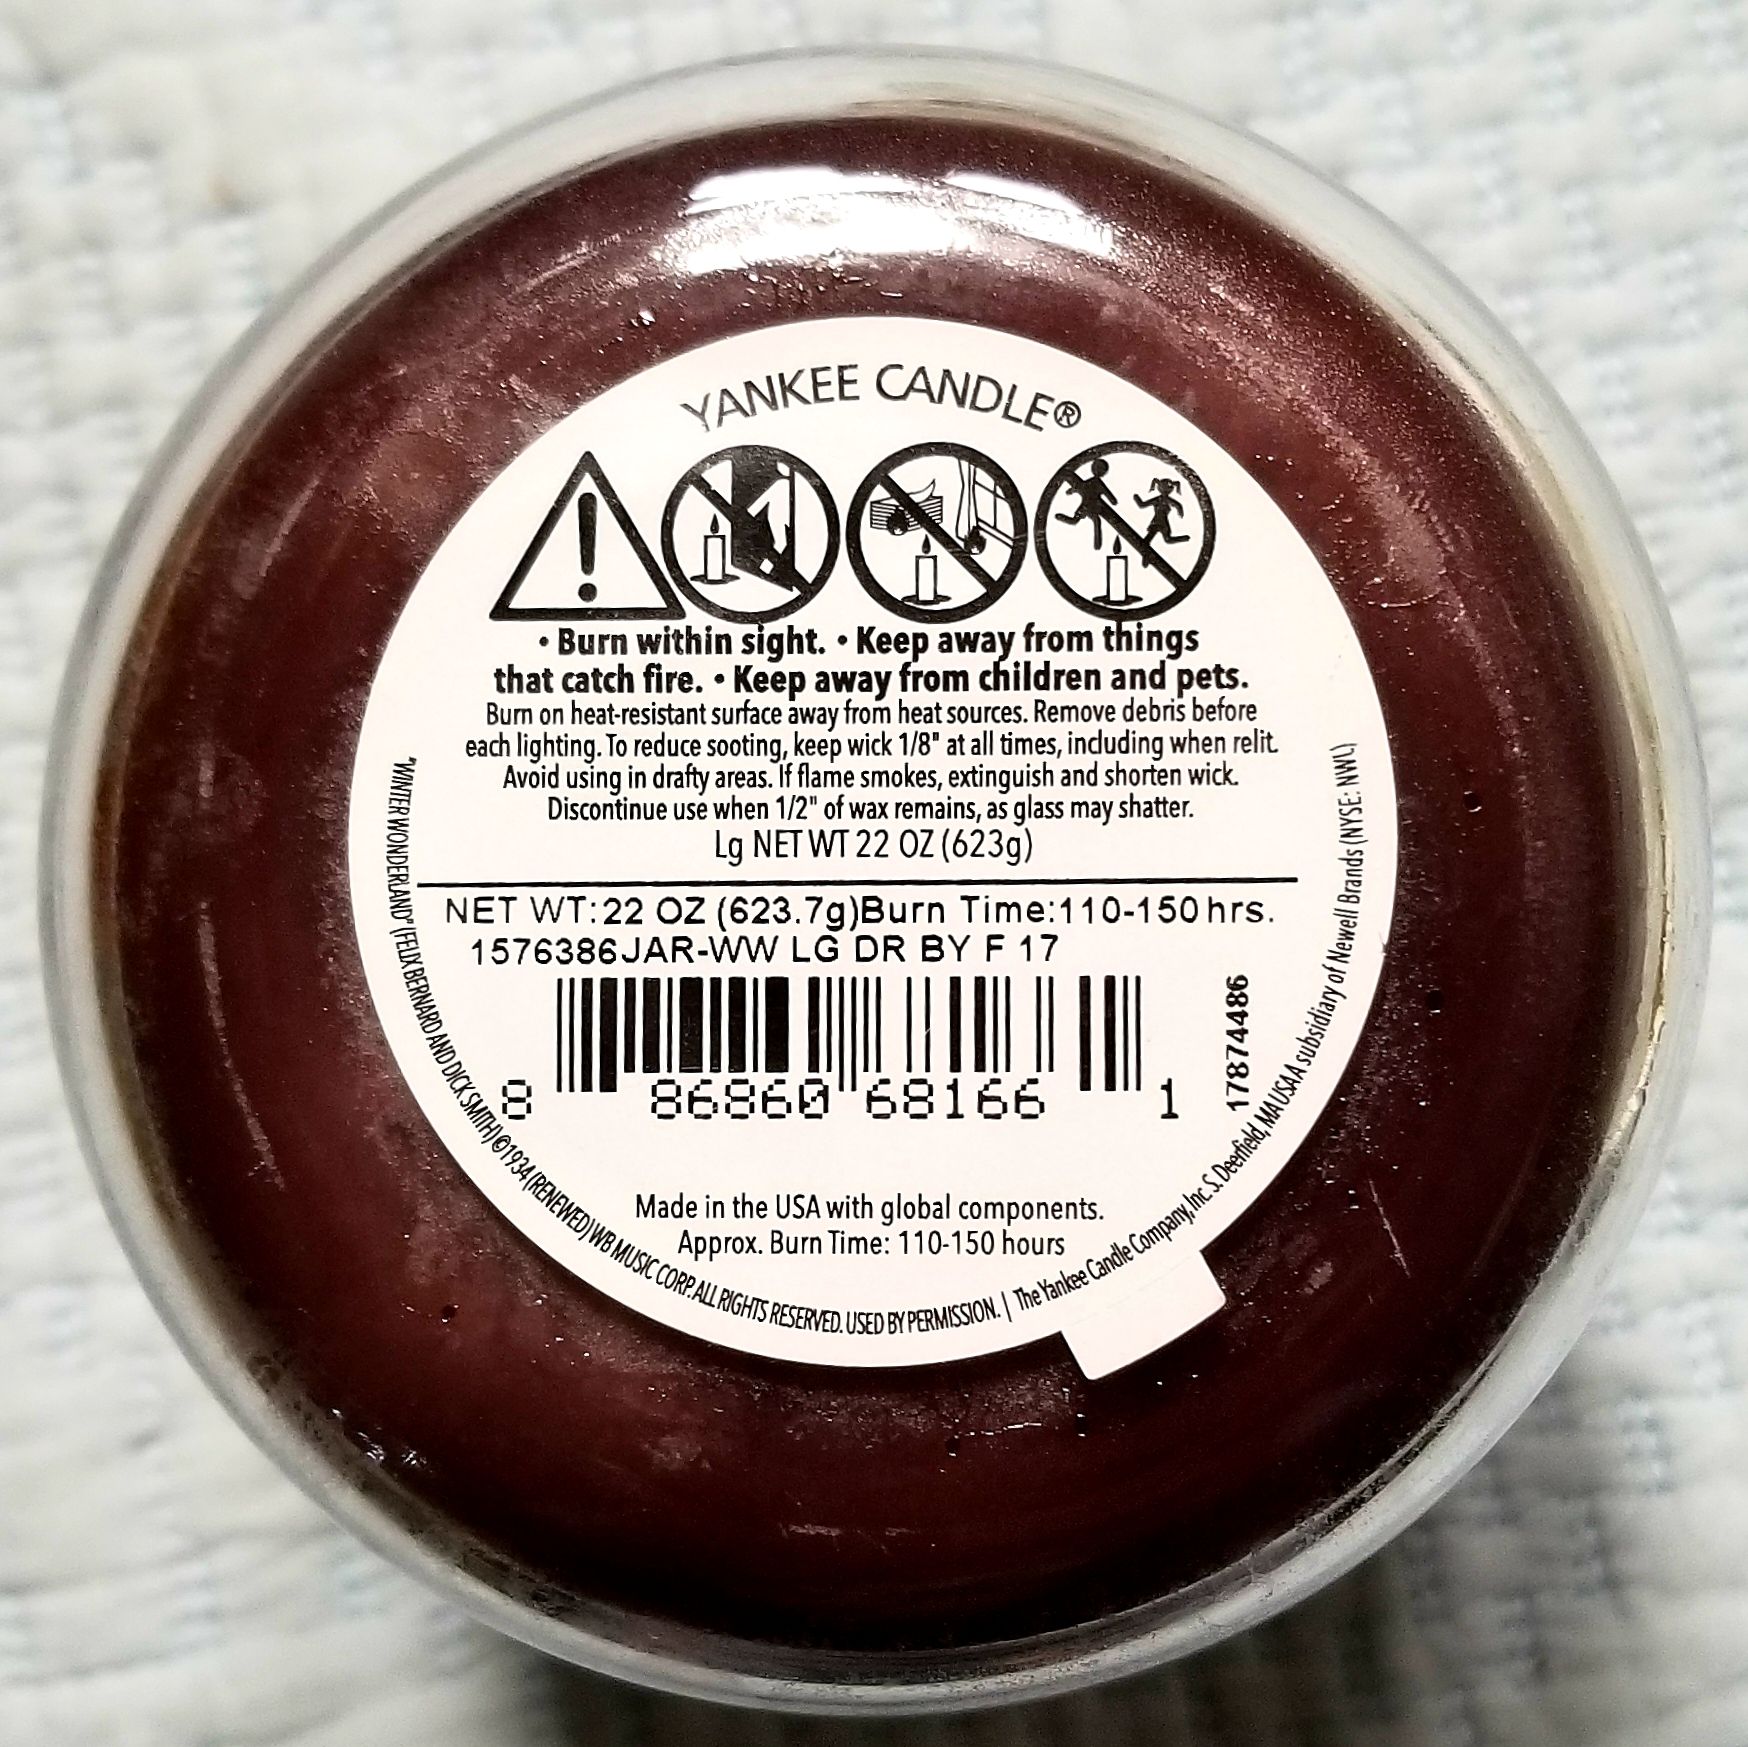 YANKEE CANDLE®
• Burn within sight. • Keep away from things
that catch fire. • Keep away from children and pets.
Burn on heat-resistant surface away from heat sources. Remove debris before
each lighting. To reduce sooting, keep wick 1/8" at all times, including when relit.
Avoid using in drafty areas. If flame smokes, extinguish and shorten wick.
Discontinue use when 1/2" of wax remains, as glass may shatter.
Lg NET WT 22 OZ (623g)
NET WT:22 OZ (623.7g)Burn Time:110-150 hrs.
1576386JAR-WW LG DR BY F 17
8 86860 68166 1
17874486
Made in the USA with global components.
Approx. Burn Time: 110-150 hours
"WINTER WONDERLAND" (FELIX BERNARD AND DICK SMITH) ©1934 (RENEWED) WB MUSIC CORP. ALL RIGHTS RESERVED. USED BY PERMISSION. | The Yankee Candle Company, Inc. S. Deerfield, MA USA A subsidiary of Newell Brands (NYSE: NWL)